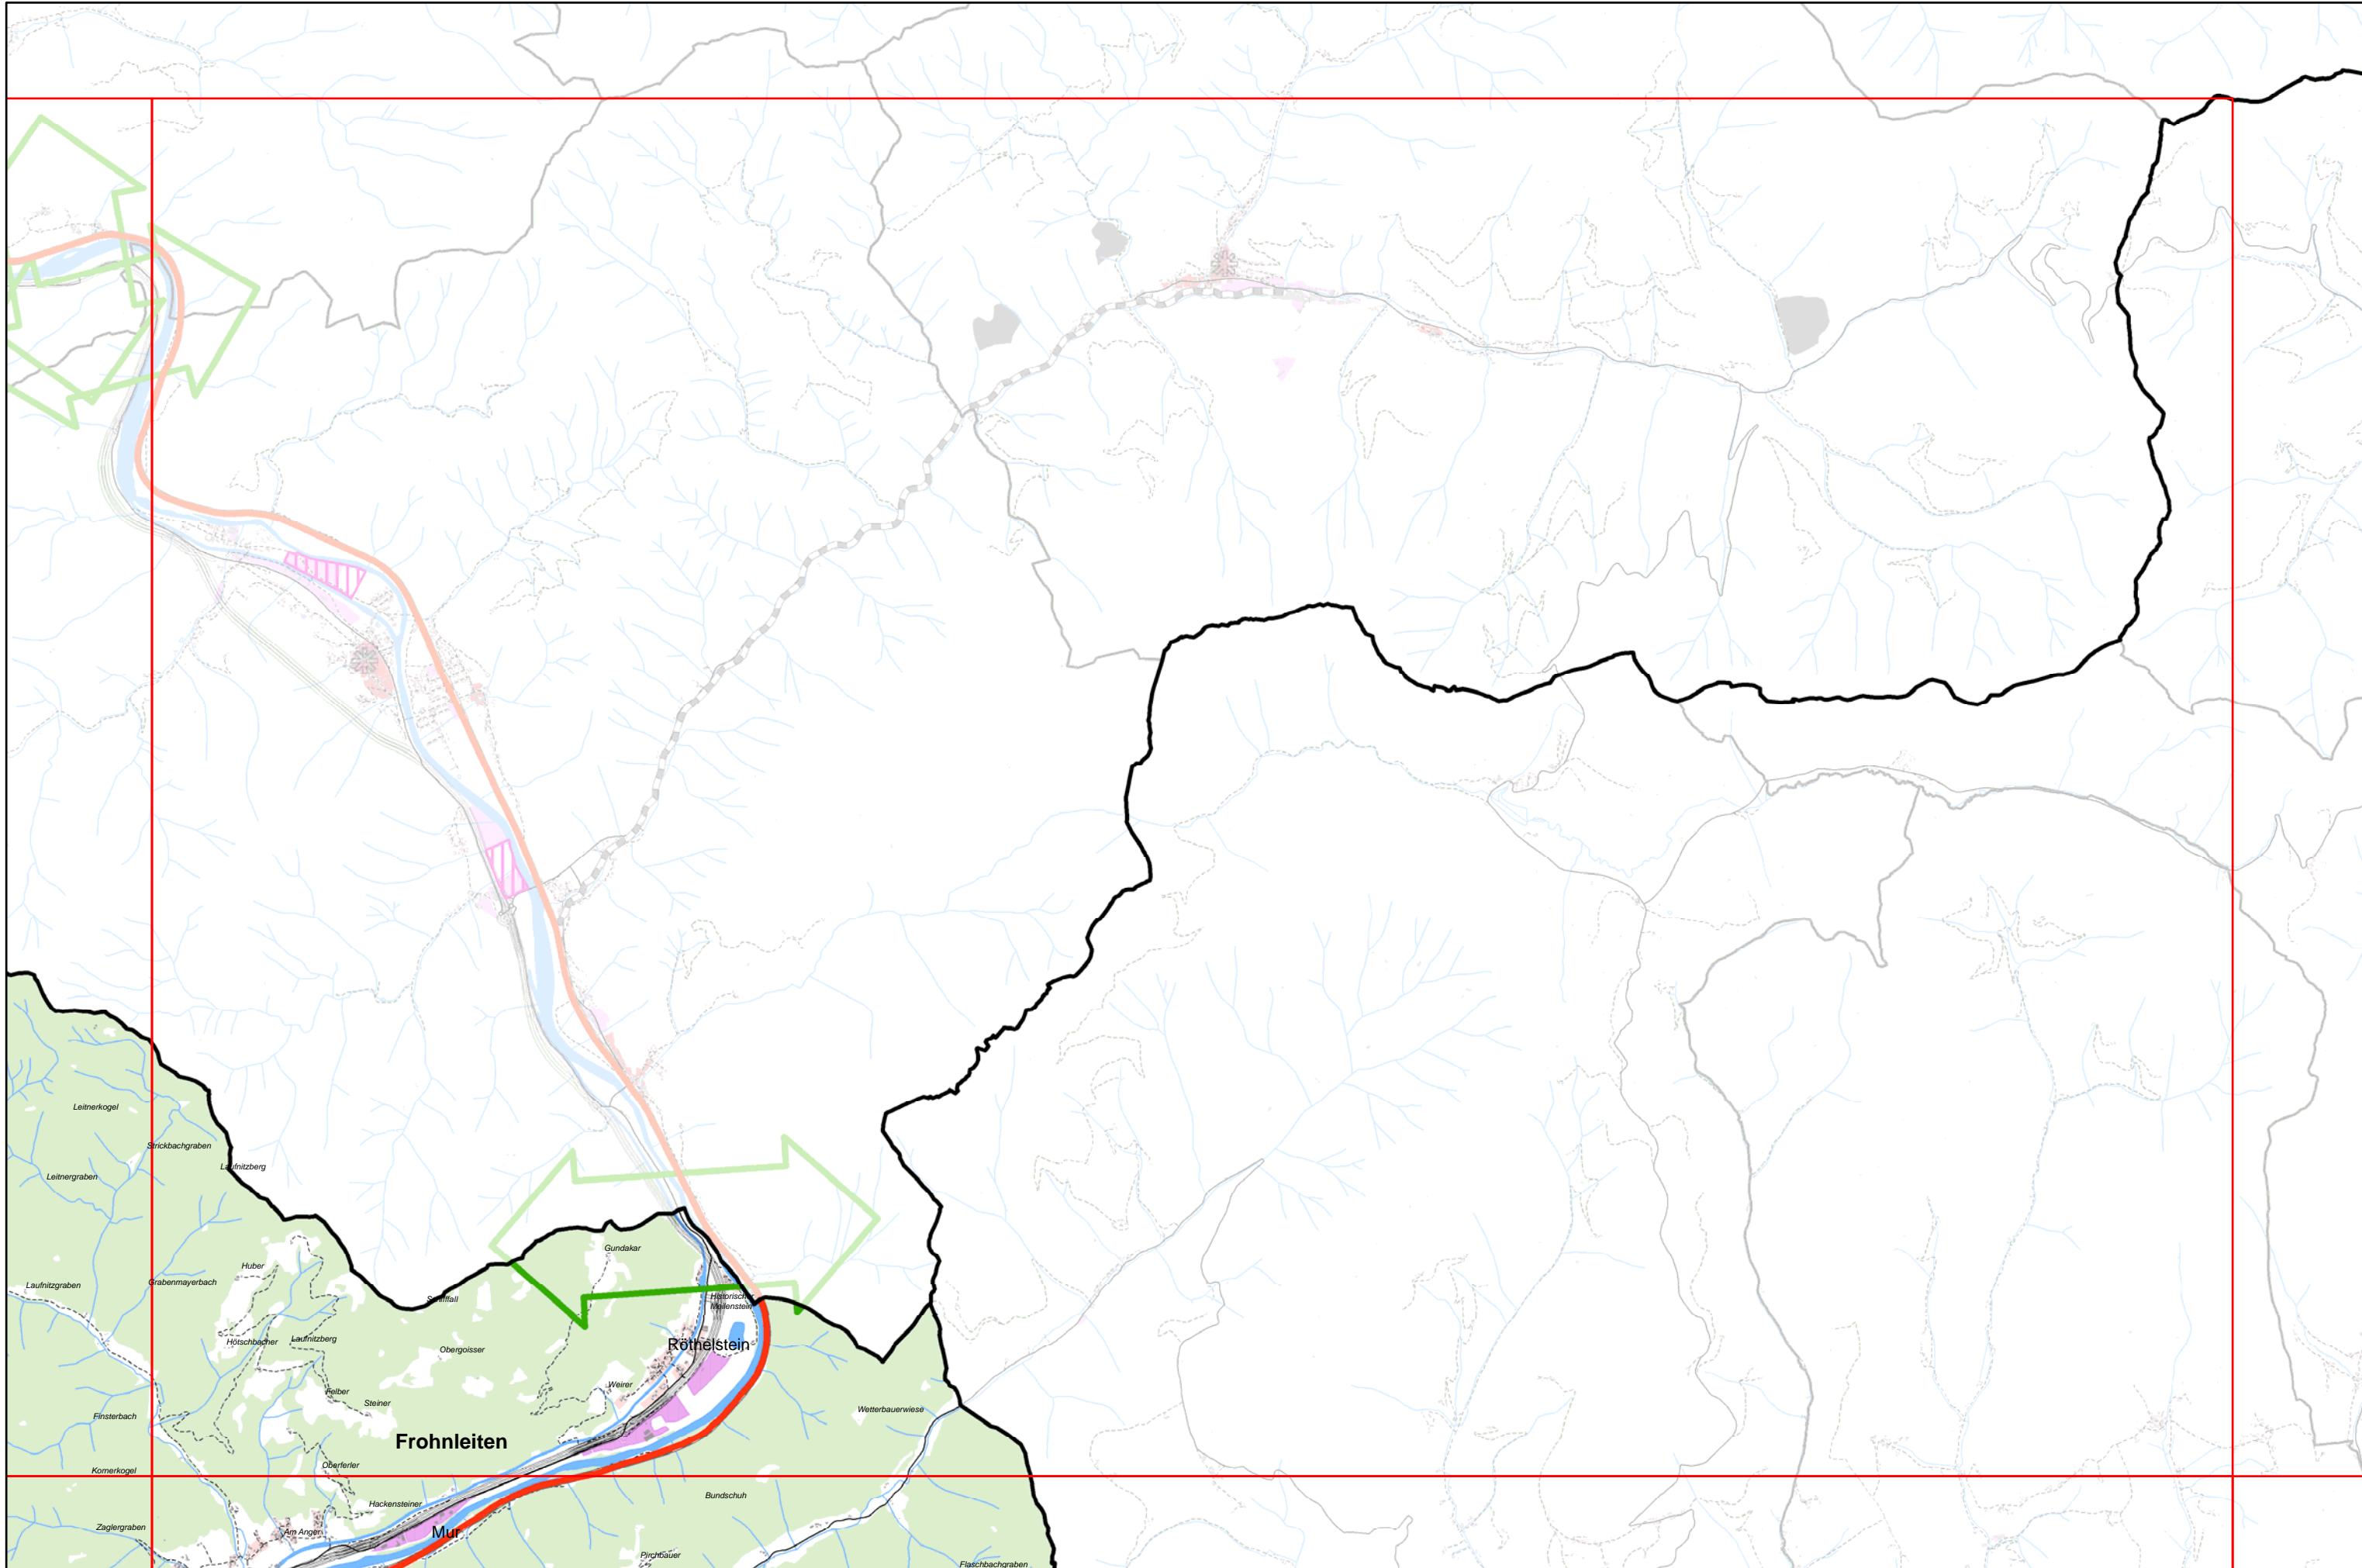 Leitnerkogel
Strickbachgraben
Laufnitzberg
Leitnergraben
Gundakar
Huber
Laufnitzgraben
Grabenmayerbach
Schiffall
Historischer
Meilenstein
Hötschbacher
Laufnitzberg
Obergoisser
Röthelstein
Weirer
Felber
Steiner
Finsterbach
Wetterbauerwiese
Frohnleiten
Kornerkogel
Oberferler
Hackensteiner
Bundschuh
Zaglergraben
Am Anger
Mur
Pirchbauer
Flaschbachgraben